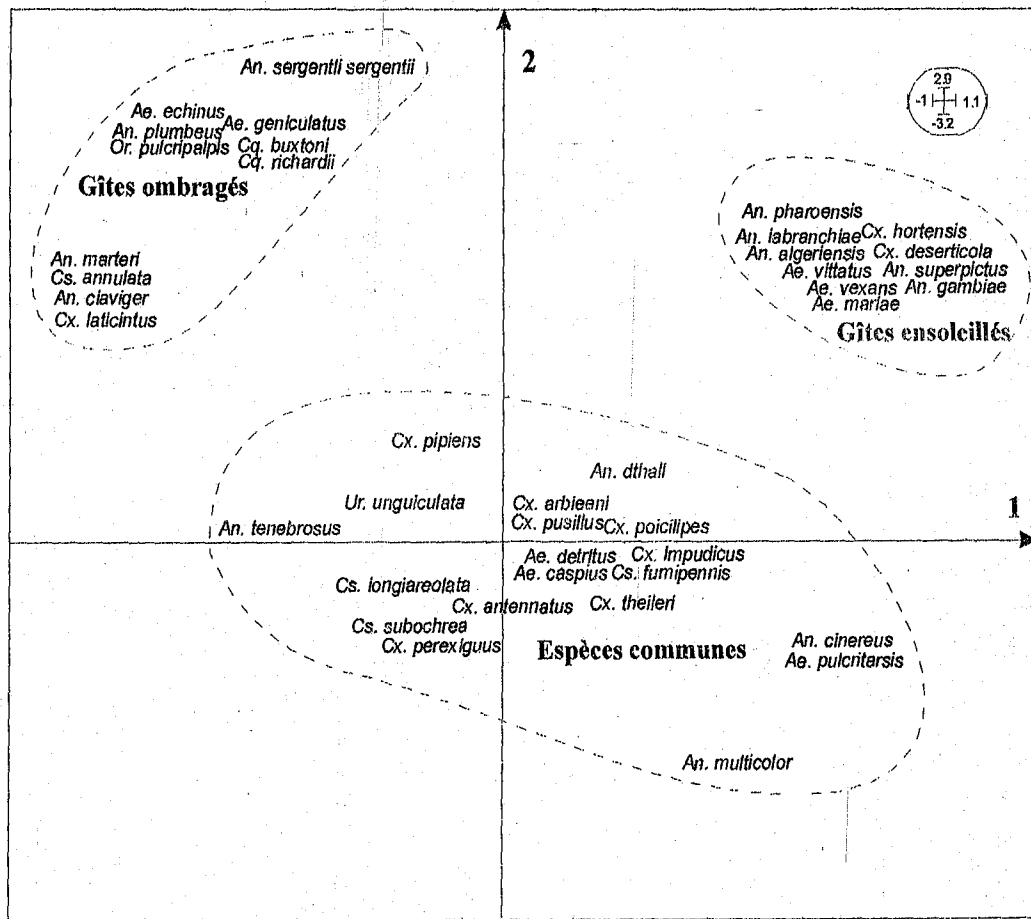 2
An. sergentii sergentii
2.9
-1 1.1
-3.2
Ae. echinus
An. plumbeus Ae. geniculatus
Or. pulcripalpis Cq. buxtoni
Cq. richardii
Gîtes ombragés
An. marteri
Cs. annulata
An. claviger
Cx. laticintus
An. pharoensis
An. labranchiae Cx. hortensis
An. algeriensis Cx. deserticola
Ae. vittatus An. superpictus
Ae. vexans An. gambiae
Ae. mariae
Gîtes ensoleillés
Cx. pipiens
An. dthali
Ur. unguiculata Cx. arbieeni
An. tenebrosus Cx. pusillus Cx. poicilipes
1
Ae. detritus Cx. Impudicus
Cs. longiareolata Ae. caspius Cs. fumipennis
Cx. antennatus Cx. theileri
Cs. subochrea
Cx. perexiguus Espèces communes
An. cinereus
Ae. pulcritarsis
An. multicolor